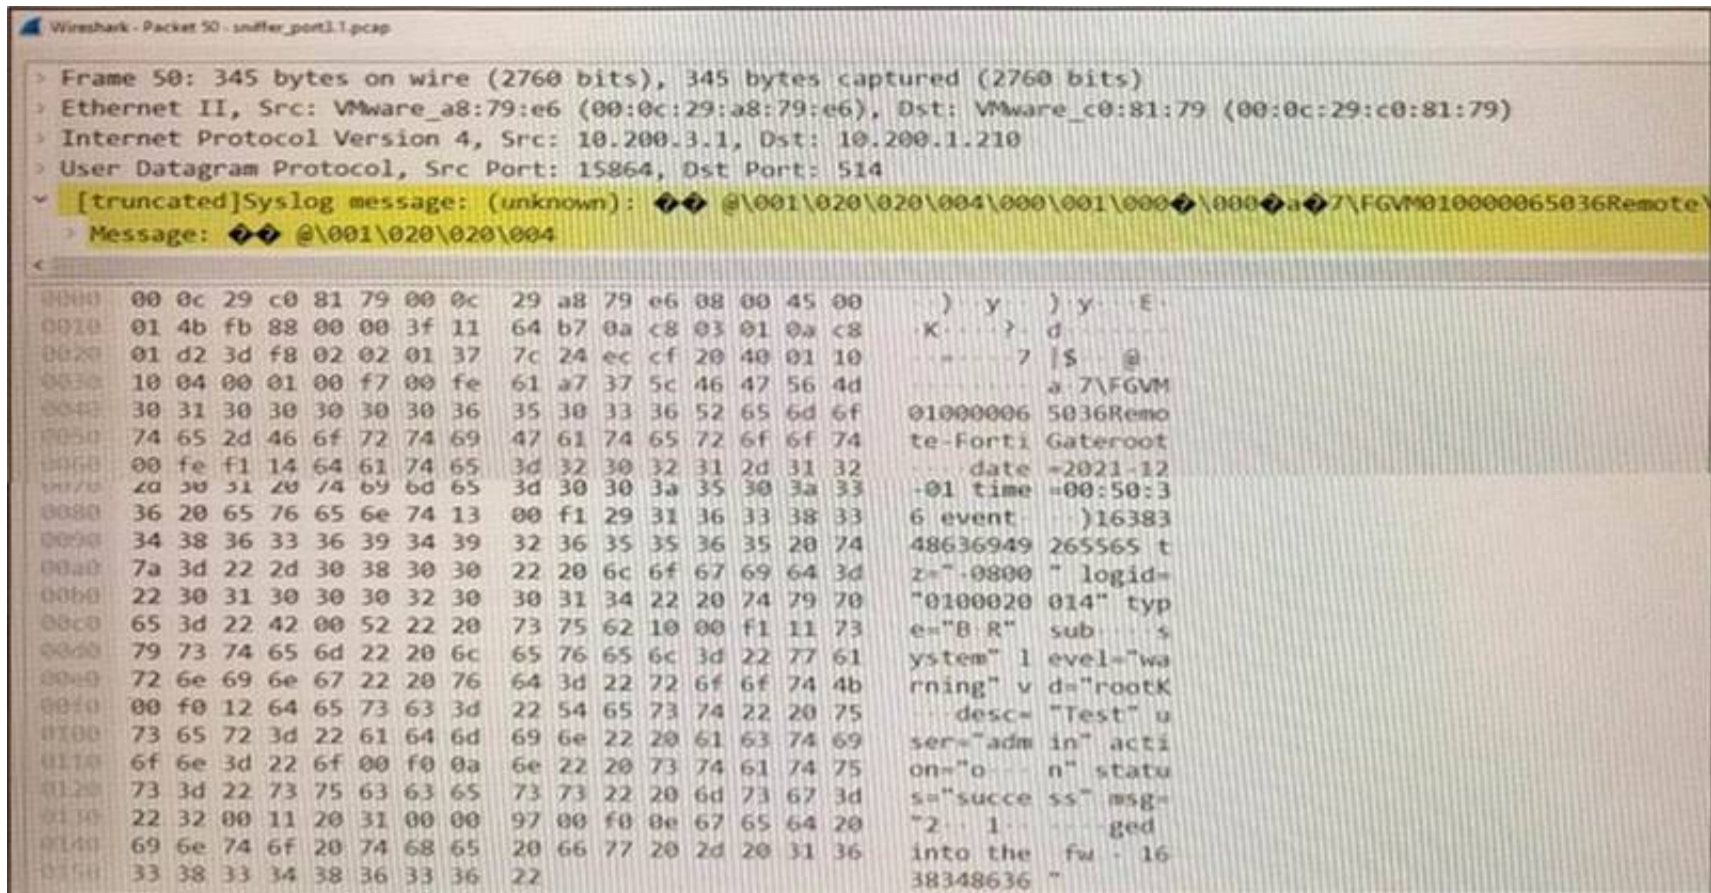 Wireshark - Packet 50 - sniffer_port3.1.pcap
> Frame 50: 345 bytes on wire (2760 bits), 345 bytes captured (2760 bits)
> Ethernet II, Src: VMware_a8:79:e6 (00:0c:29:a8:79:e6), Dst: VMware_c0:81:79 (00:0c:29:c0:81:79)
> Internet Protocol Version 4, Src: 10.200.3.1, Dst: 10.200.1.210
> User Datagram Protocol, Src Port: 15864, Dst Port: 514
[truncated]Syslog message: (unknown): �� @\001\020\020\004\000\001\000�\000�a�7\FGVM010000065036Remote\
> Message: �� @\001\020\020\004
0000 00 0c 29 c0 81 79 00 0c 29 a8 79 e6 08 00 45 00 ··)··y·· )·y···E·
0010 01 4b fb 88 00 00 3f 11 64 b7 0a c8 03 01 0a c8 ·K····?· d·······
0020 01 d2 3d f8 02 02 01 37 7c 24 ec cf 20 40 01 10 ··=····7 |$·· @··
0030 10 04 00 01 00 f7 00 fe 61 a7 37 5c 46 47 56 4d ········ a·7\FGVM
0040 30 31 30 30 30 30 30 36 35 30 33 36 52 65 6d 6f 01000006 5036Remo
0050 74 65 2d 46 6f 72 74 69 47 61 74 65 72 6f 6f 74 te-Forti Gateroot
0060 00 fe f1 14 64 61 74 65 3d 32 30 32 31 2d 31 32 ····date =2021-12
0070 2d 30 31 20 74 69 6d 65 3d 30 30 3a 35 30 3a 33 -01 time =00:50:3
0080 36 20 65 76 65 6e 74 13 00 f1 29 31 36 33 38 33 6 event· ··)16383
0090 34 38 36 33 36 39 34 39 32 36 35 35 36 35 20 74 48636949 265565 t
00a0 7a 3d 22 2d 30 38 30 30 22 20 6c 6f 67 69 64 3d z="-0800 " logid=
00b0 22 30 31 30 30 30 32 30 30 31 34 22 20 74 79 70 "0100020 014" typ
00c0 65 3d 22 42 00 52 22 20 73 75 62 10 00 f1 11 73 e="B·R" sub····s
00d0 79 73 74 65 6d 22 20 6c 65 76 65 6c 3d 22 77 61 ystem" l evel="wa
00e0 72 6e 69 6e 67 22 20 76 64 3d 22 72 6f 6f 74 4b rning" v d="rootK
00f0 00 f0 12 64 65 73 63 3d 22 54 65 73 74 22 20 75 ···desc= "Test" u
0100 73 65 72 3d 22 61 64 6d 69 6e 22 20 61 63 74 69 ser="adm in" acti
0110 6f 6e 3d 22 6f 00 f0 0a 6e 22 20 73 74 61 74 75 on="o··· n" statu
0120 73 3d 22 73 75 63 63 65 73 73 22 20 6d 73 67 3d s="succe ss" msg=
0130 22 32 00 11 20 31 00 00 97 00 f0 0e 67 65 64 20 "2·· 1·· ····ged
0140 69 6e 74 6f 20 74 68 65 20 66 77 20 2d 20 31 36 into the fw - 16
0150 33 38 33 34 38 36 33 36 22 38348636 "